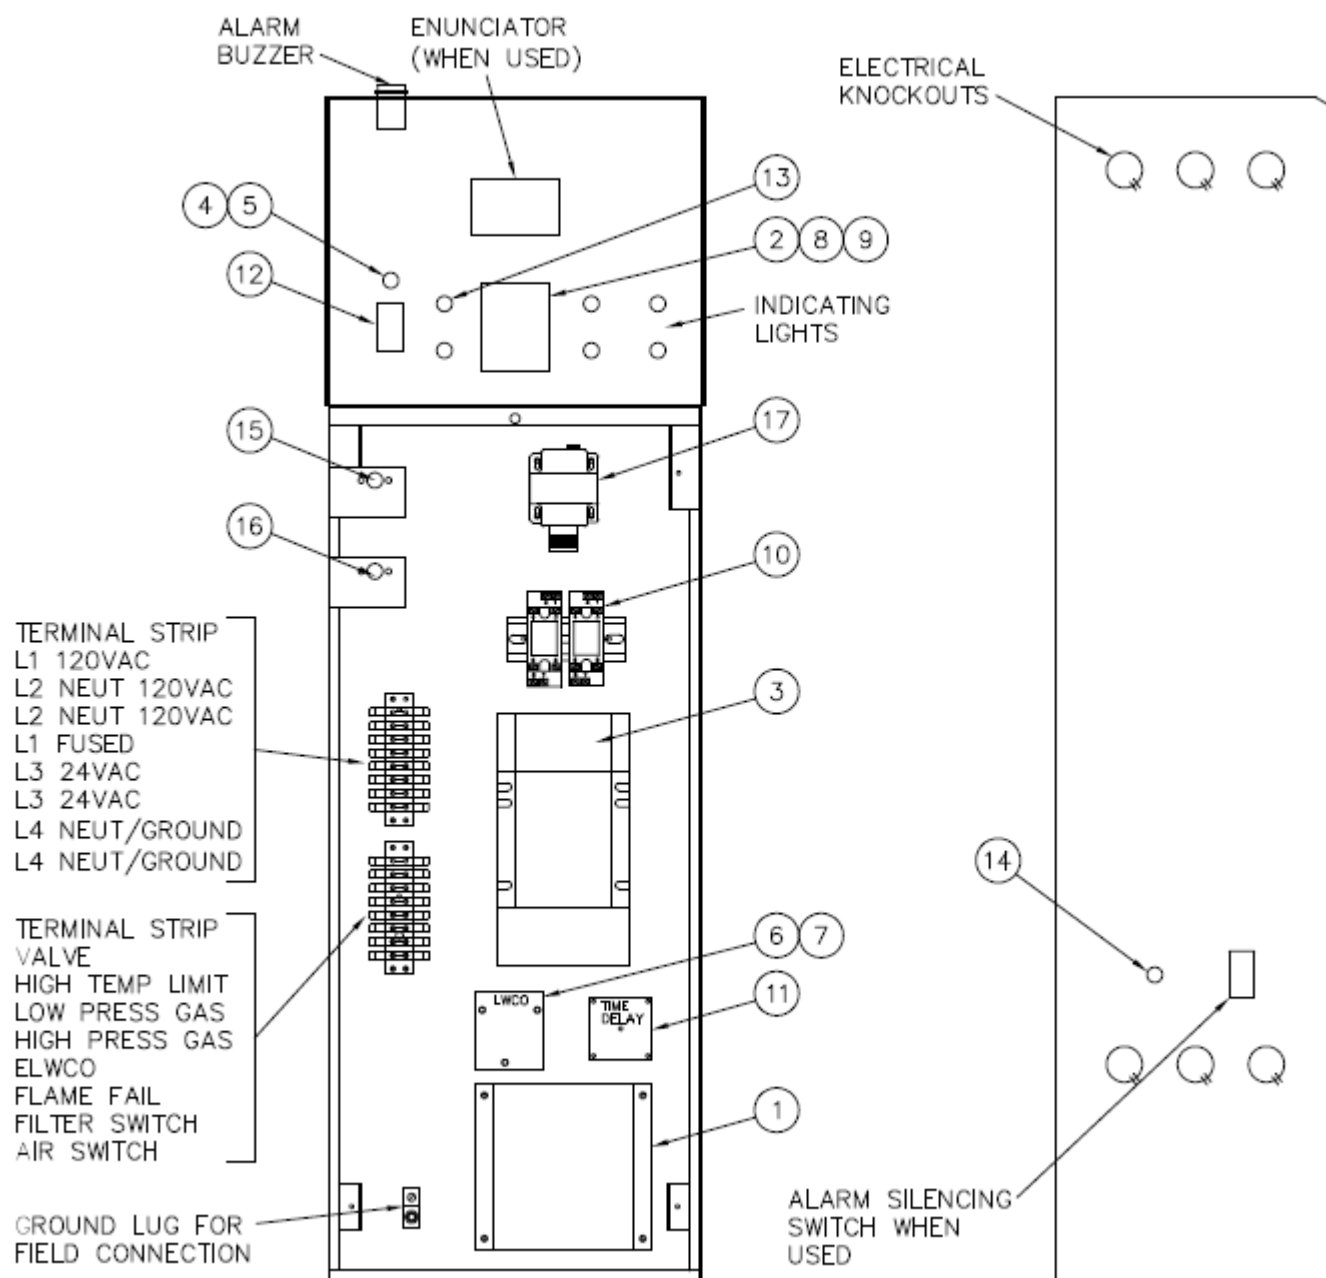 ALARM
BUZZER
ENUNCIATOR
(WHEN USED)
ELECTRICAL
KNOCKOUTS
13
4 5
2 8 9
12
INDICATING
LIGHTS
15
17
16
10
TERMINAL STRIP
L1 120VAC
L2 NEUT 120VAC
L2 NEUT 120VAC
L1 FUSED
L3 24VAC
L3 24VAC
L4 NEUT/GROUND
L4 NEUT/GROUND
3
14
TERMINAL STRIP
VALVE
HIGH TEMP LIMIT
LOW PRESS GAS
HIGH PRESS GAS
ELWCO
FLAME FAIL
FILTER SWITCH
AIR SWITCH
6 7
11
LWCO
TIME
DELAY
1
GROUND LUG FOR
FIELD CONNECTION
ALARM SILENCING
SWITCH WHEN
USED